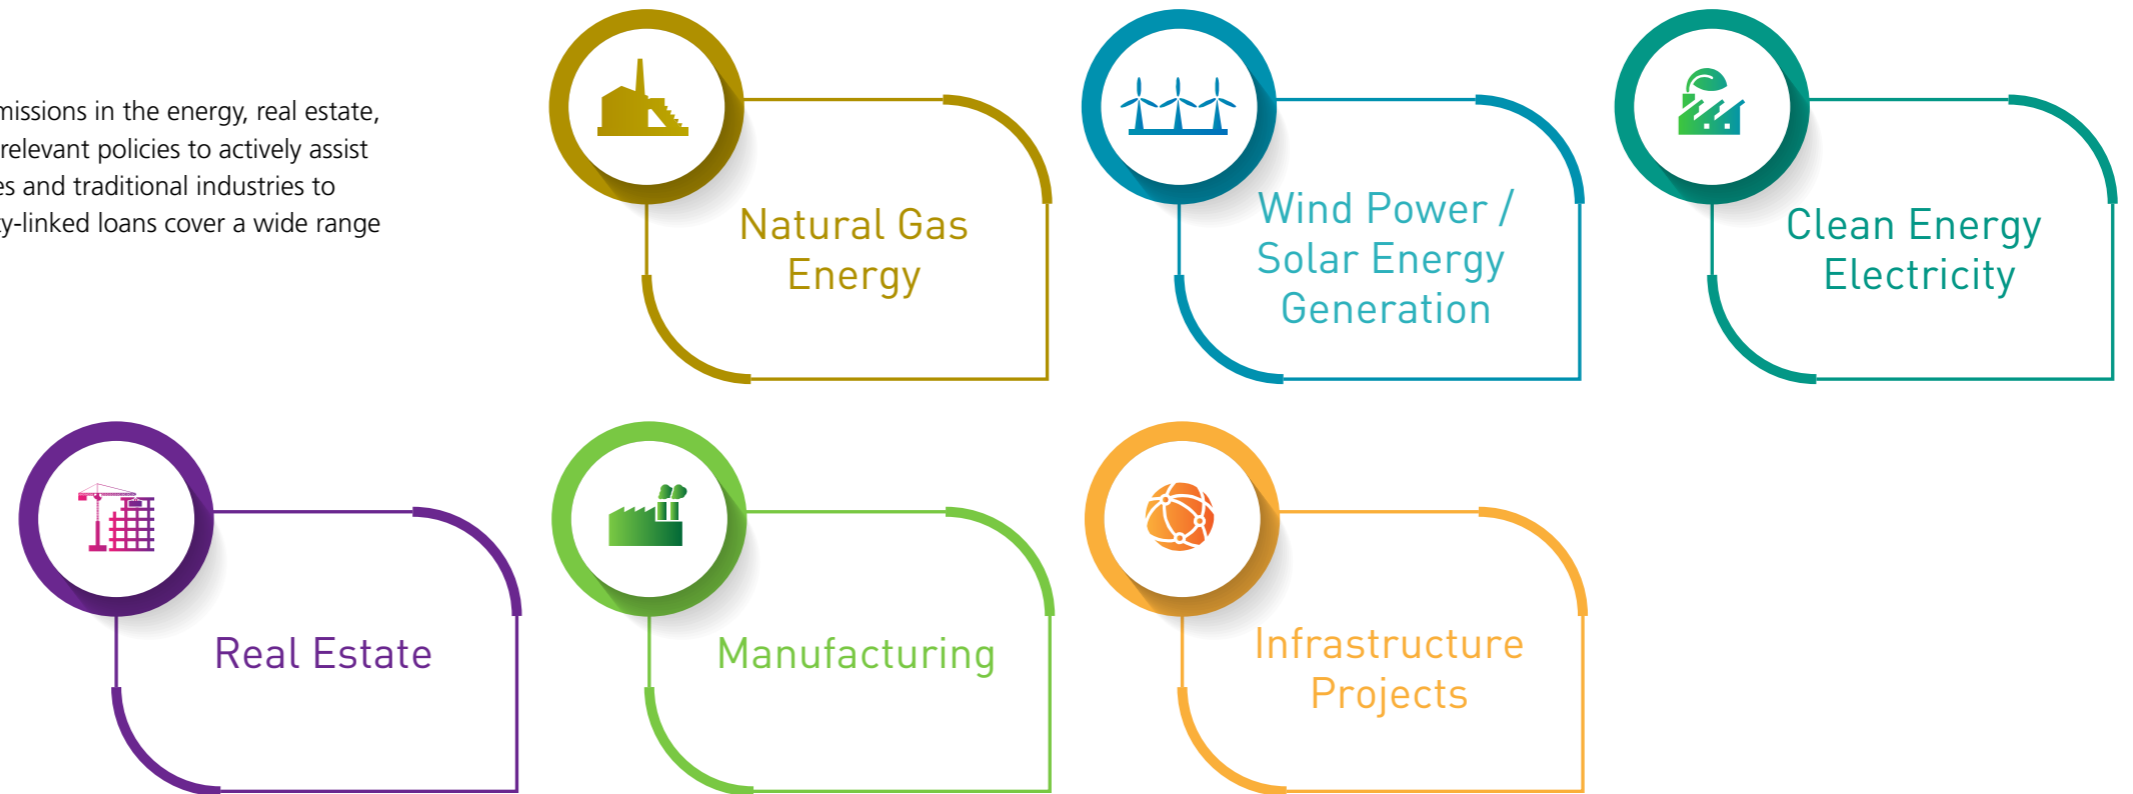 missions in the energy, real estate,
relevant policies to actively assist
es and traditional industries to
y-linked loans cover a wide range
Natural Gas
Energy
Wind Power /
Solar Energy
Generation
Clean Energy
Electricity
Real Estate
Manufacturing
Infrastructure
Projects